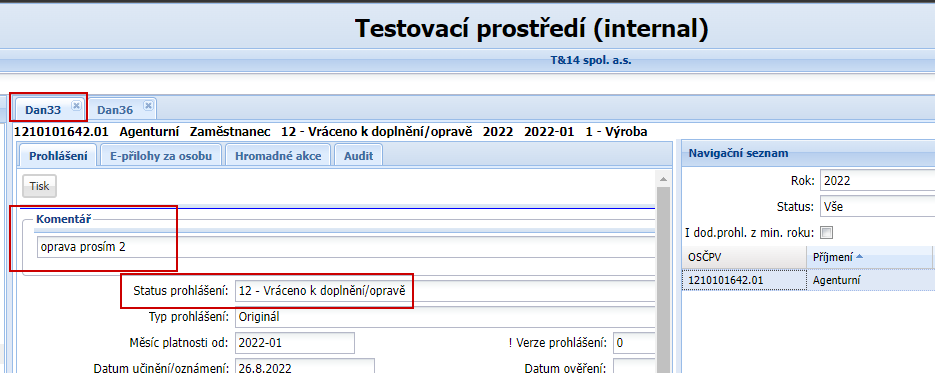 Testovací prostředí (internal)
T&14 spol. a.s.
Dan33 Dan36
1210101642.01 Agenturní Zaměstnanec 12 - Vráceno k doplnění/opravě 2022 2022-01 1 - Výroba
Prohlášení E-přílohy za osobu Hromadné akce Audit
Tisk
Komentář
oprava prosím 2
Status prohlášení: 12 - Vráceno k doplnění/opravě
Typ prohlášení: Originál
Měsíc platnosti od: 2022-01 ! Verze prohlášení: 0
Datum učinění/oznámení: 26.8.2022 Datum ověření:
Navigační seznam
Rok: 2022
Status: Vše
I dod.prohl. z min. roku:
OSČPV Příjmení
1210101642.01 Agenturní